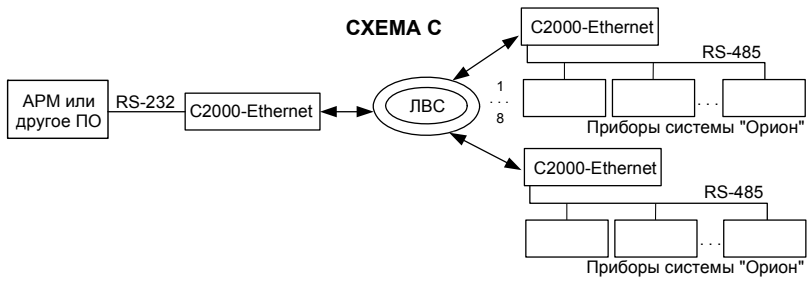 СХЕМА С
С2000-Ethernet
RS-485
АРМ или
другое ПО
RS-232
С2000-Ethernet
ЛВС
1
. . .
8
. . .
Приборы системы "Орион"
С2000-Ethernet
RS-485
. . .
Приборы системы "Орион"